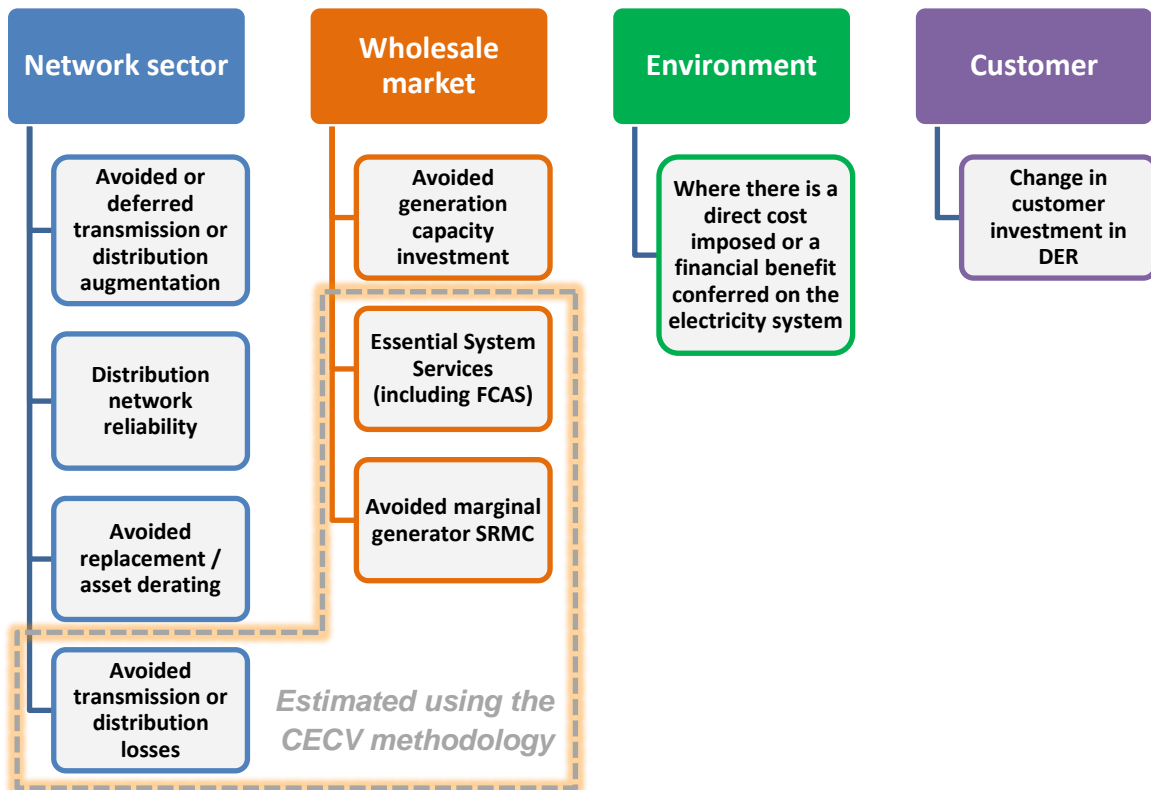 Network sector
Avoided or
deferred
transmission or
distribution
augmentation
Distribution
network
reliability
Avoided
replacement /
asset derating
Avoided
transmission or
distribution
losses
Wholesale
market
Avoided
generation
capacity
investment
Essential System
Services
(including FCAS)
Avoided marginal
generator SRMC
Estimated using the
CECV methodology
Environment
Where there is a
direct cost
imposed or a
financial benefit
conferred on the
electricity system
Customer
Change in
customer
investment in
DER